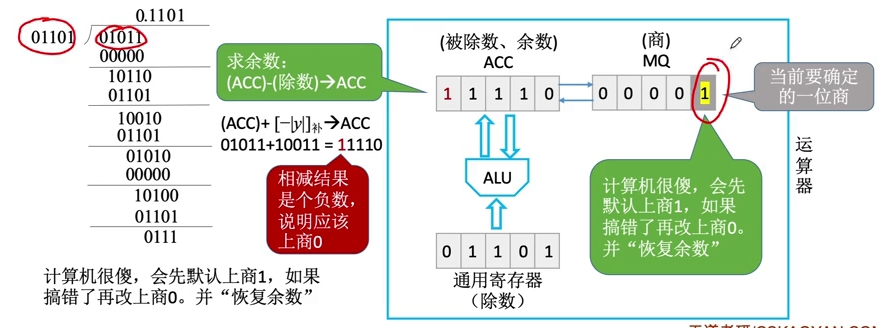 0.1101
01101
01011
00000
10110
01101
10010
01101
01010
00000
10100
01101
0111
计算机很傻，会先默认上商1，如果
搞错了再改上商0。并“恢复余数”
求余数：
(ACC)-(除数)→ACC
(ACC)+ [−|y|]补→ACC
01011+10011 = 11110
相减结果
是个负数，
说明应该
上商0
(被除数、余数)
ACC
1 1 1 1 0
(商)
MQ
0 0 0 0 1
当前要确定
的一位商
ALU
0 1 1 0 1
通用寄存器
（除数）
计算机很傻，会先
默认上商1，如果
搞错了再改上商0。
并“恢复余数”
运
算
器